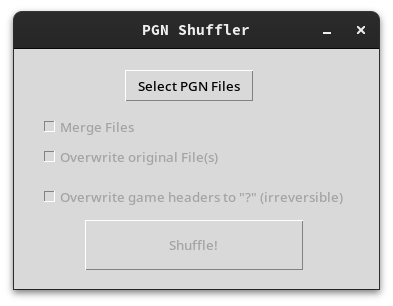 PGN Shuffler
Select PGN Files
Merge Files
Overwrite original File(s)
Overwrite game headers to "?" (irreversible)
Shuffle!